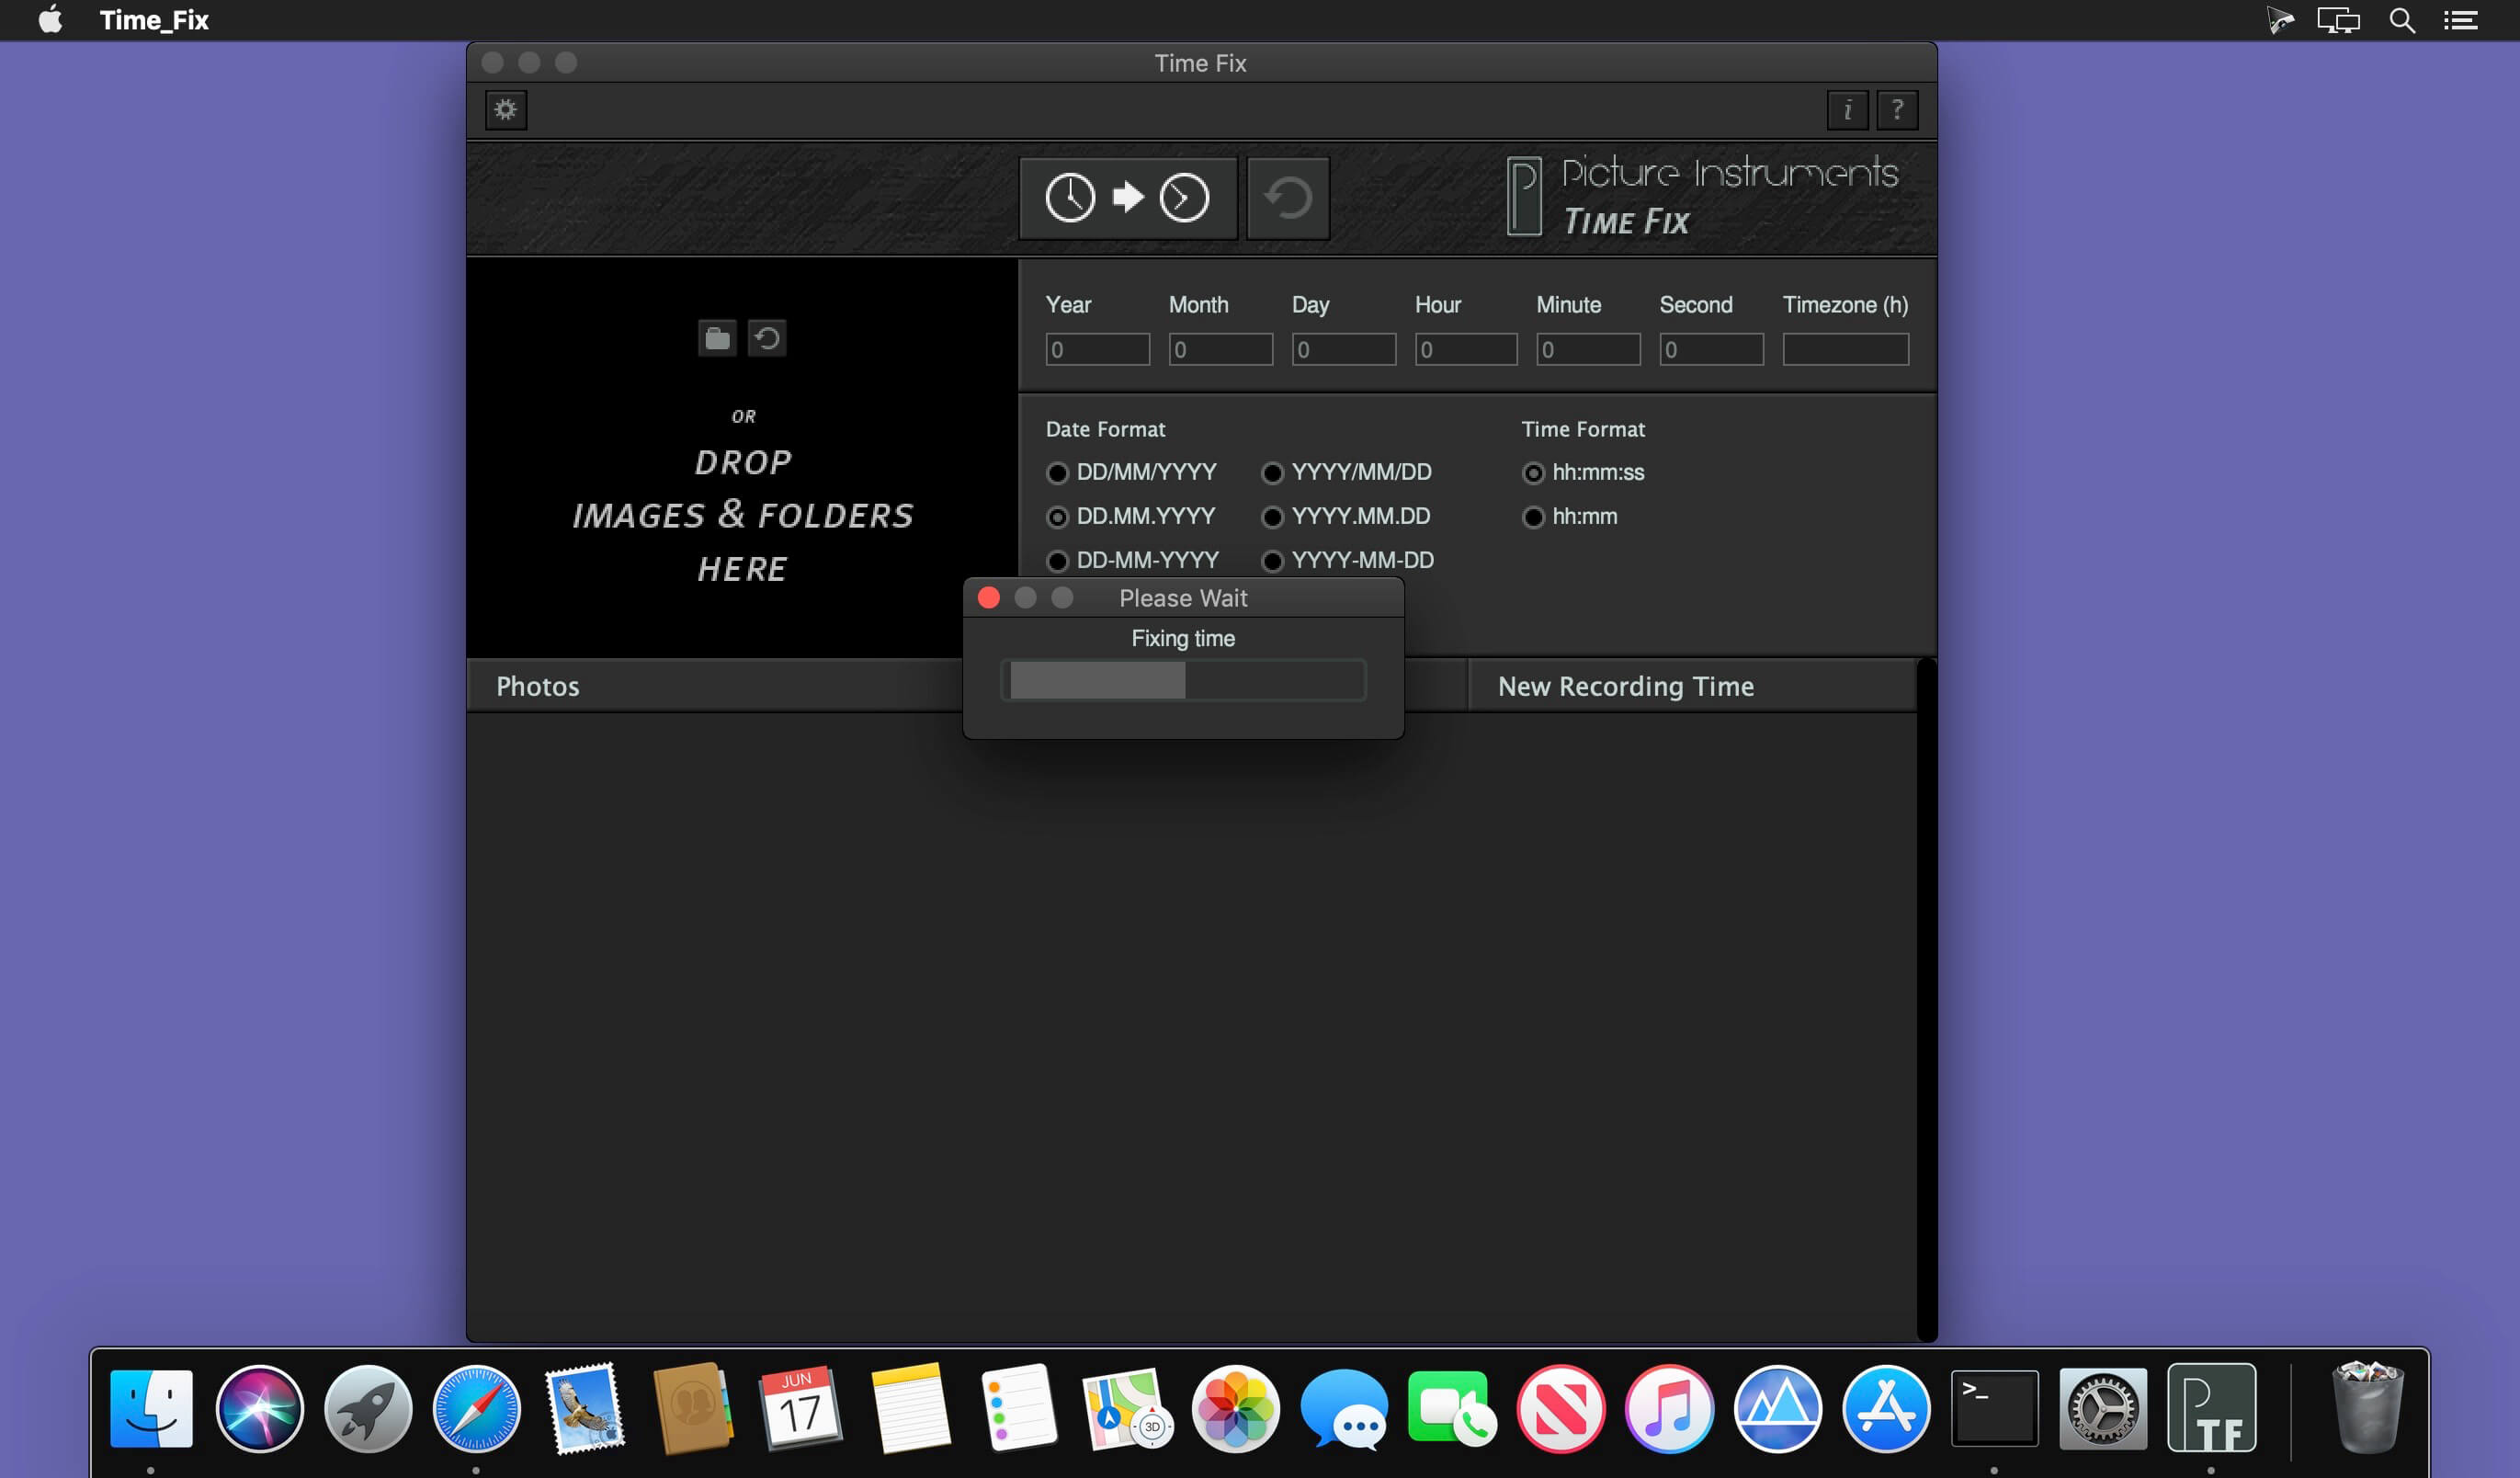 Time_Fix
Time Fix
i ?
Picture Instruments
TIME FIX
Year Month Day Hour Minute Second Timezone (h)
0 0 0 0 0 0
OR
DROP
IMAGES & FOLDERS
HERE
Date Format Time Format
DD/MM/YYYY YYYY/MM/DD hh:mm:ss
DD.MM.YYYY YYYY.MM.DD hh:mm
DD-MM-YYYY YYYY-MM-DD
Please Wait
Fixing time
Photos New Recording Time
JUN
17
3D
>_
P
TF